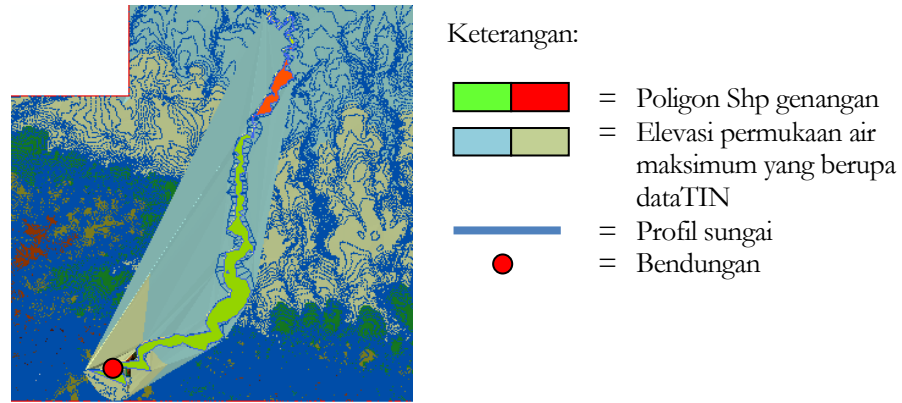 Keterangan:
= Poligon Shp genangan
= Elevasi permukaan air
maksimum yang berupa
dataTIN
= Profil sungai
= Bendungan